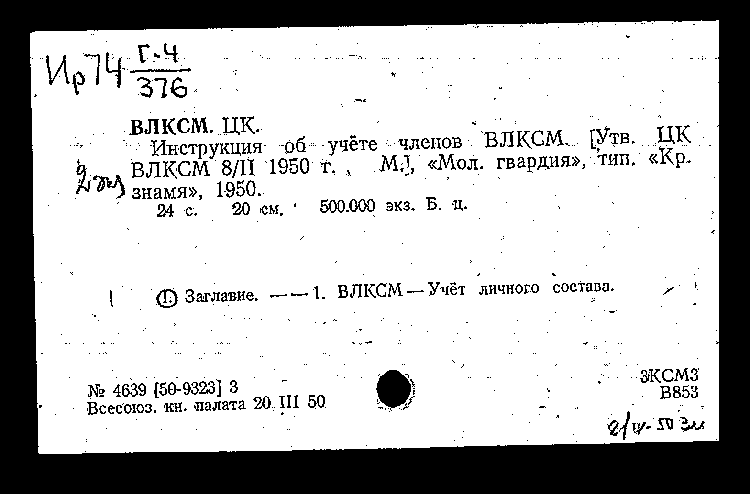 Ир74 Г-4
376
ВЛКСМ. ЦК.
Инструкция об учёте членов ВЛКСМ. [Утв. ЦК
ВЛКСМ 8/II 1950 г. , М.], «Мол. гвардия», тип. «Кр.
2 экз знамя», 1950.
24 с. 20 см. 500.000 экз. Б. ц.
I. Заглавие. — — 1. ВЛКСМ — Учёт личного состава.
№ 4639 [50-9323] 3
Всесоюз. кн. палата 20 III 50
3КСМ3
В853